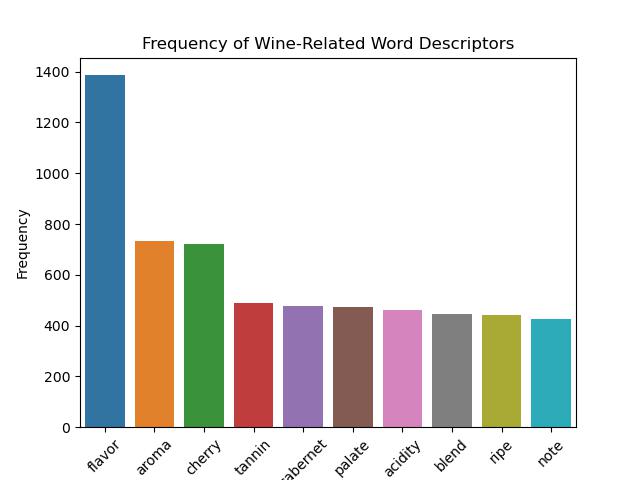 Frequency of Wine-Related Word Descriptors
Frequency
1400
1200
1000
800
600
400
200
0
flavor
aroma
cherry
tannin
abernet
palate
acidity
blend
ripe
note